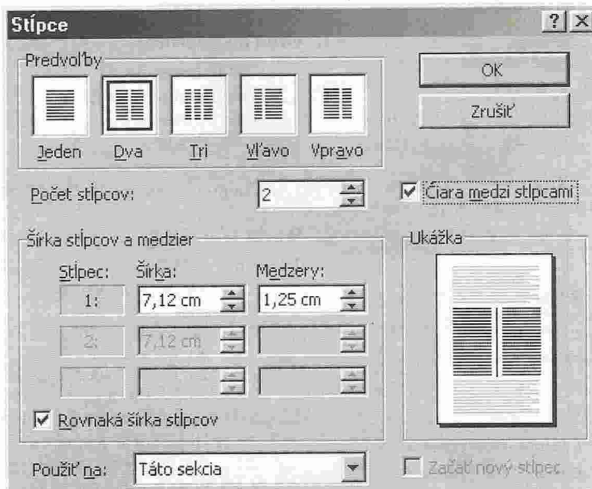 Stĺpce
Predvoľby
Jeden Dva Tri Vľavo Vpravo
OK
Zrušiť
Počet stĺpcov: 2
Čiara medzi stĺpcami
Šírka stĺpcov a medzier
Stĺpec: Šírka: Medzery:
1: 7,12 cm 1,25 cm
2: 7,12 cm
Rovnaká šírka stĺpcov
Ukážka
Použiť na: Táto sekcia
Začať nový stĺpec